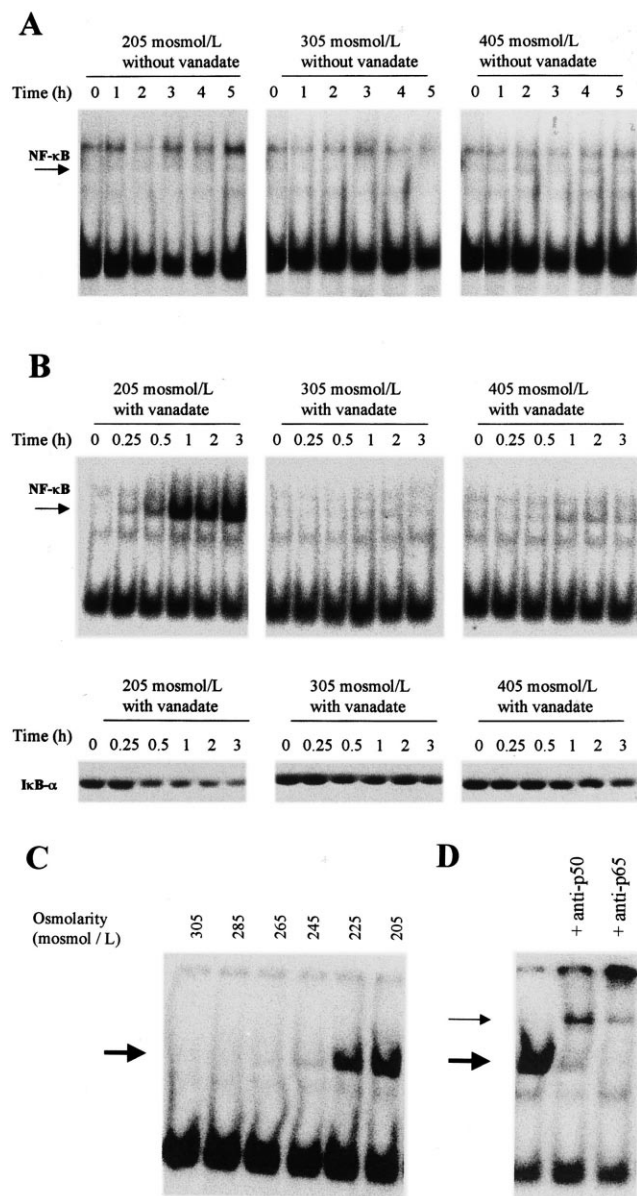 A
205 mosmol/L without vanadate
305 mosmol/L without vanadate
405 mosmol/L without vanadate
Time (h) 0 1 2 3 4 5 0 1 2 3 4 5 0 1 2 3 4 5
NF-κB
B
205 mosmol/L with vanadate
305 mosmol/L with vanadate
405 mosmol/L with vanadate
Time (h) 0 0.25 0.5 1 2 3 0 0.25 0.5 1 2 3 0 0.25 0.5 1 2 3
NF-κB
205 mosmol/L with vanadate
305 mosmol/L with vanadate
405 mosmol/L with vanadate
Time (h) 0 0.25 0.5 1 2 3 0 0.25 0.5 1 2 3 0 0.25 0.5 1 2 3
IκB-α
C
Osmolarity (mosmol / L)
305 285 265 245 225 205
D
+ anti-p50
+ anti-p65